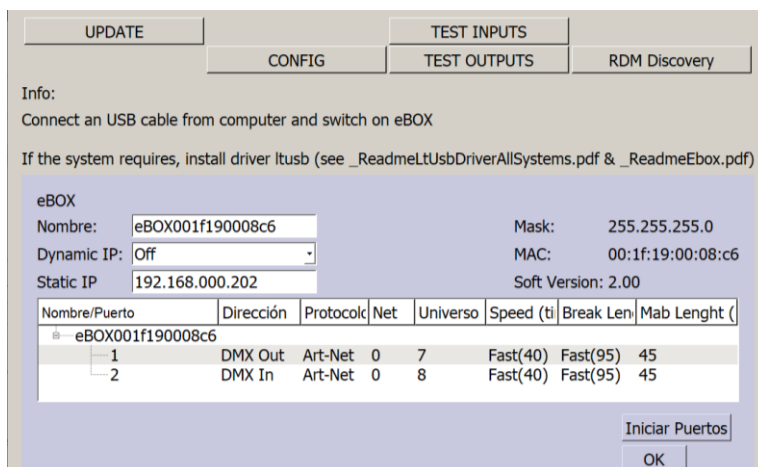 UPDATE TEST INPUTS
CONFIG TEST OUTPUTS RDM Discovery
Info:
Connect an USB cable from computer and switch on eBOX
If the system requires, install driver ltusb (see _ReadmeLtUsbDriverAllSystems.pdf & _ReadmeEbox.pdf)
eBOX
Nombre: eBOX001f190008c6 Mask: 255.255.255.0
Dynamic IP: Off MAC: 00:1f:19:00:08:c6
Static IP 192.168.000.202 Soft Version: 2.00
Nombre/Puerto Dirección Protocolc Net Universo Speed (ti Break Len Mab Lenght (
eBOX001f190008c6
1 DMX Out Art-Net 0 7 Fast(40) Fast(95) 45
2 DMX In Art-Net 0 8 Fast(40) Fast(95) 45
Iniciar Puertos
OK